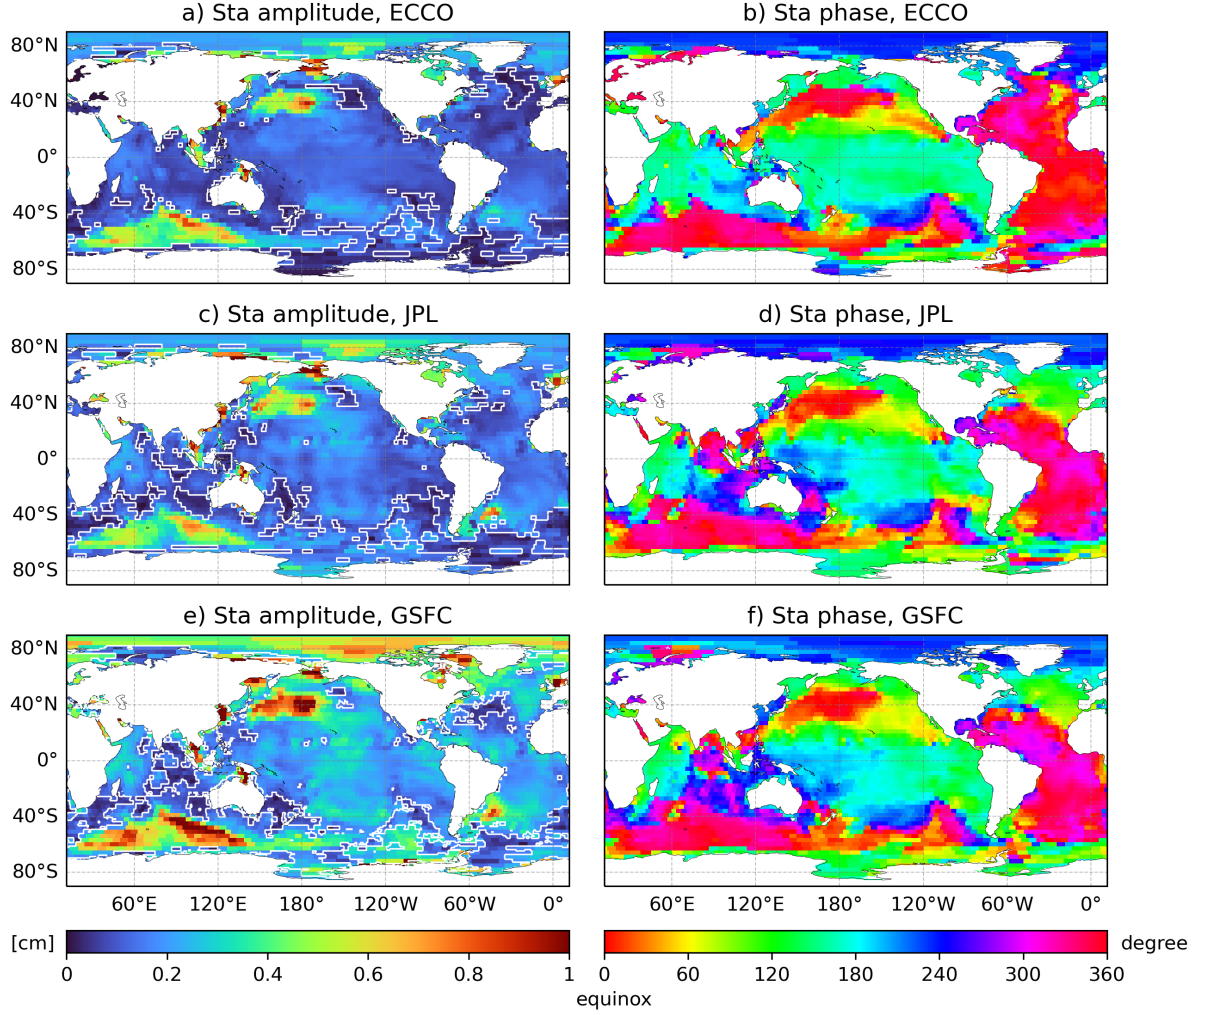 a) Sta amplitude, ECCO
b) Sta phase, ECCO
80°N
40°N
0°
40°S
80°S
c) Sta amplitude, JPL
d) Sta phase, JPL
80°N
40°N
0°
40°S
80°S
e) Sta amplitude, GSFC
f) Sta phase, GSFC
80°N
40°N
0°
40°S
80°S
60°E 120°E 180° 120°W 60°W 0°
60°E 120°E 180° 120°W 60°W 0°
[cm]
degree
0 0.2 0.4 0.6 0.8 1
0 60 120 180 240 300 360
equinox